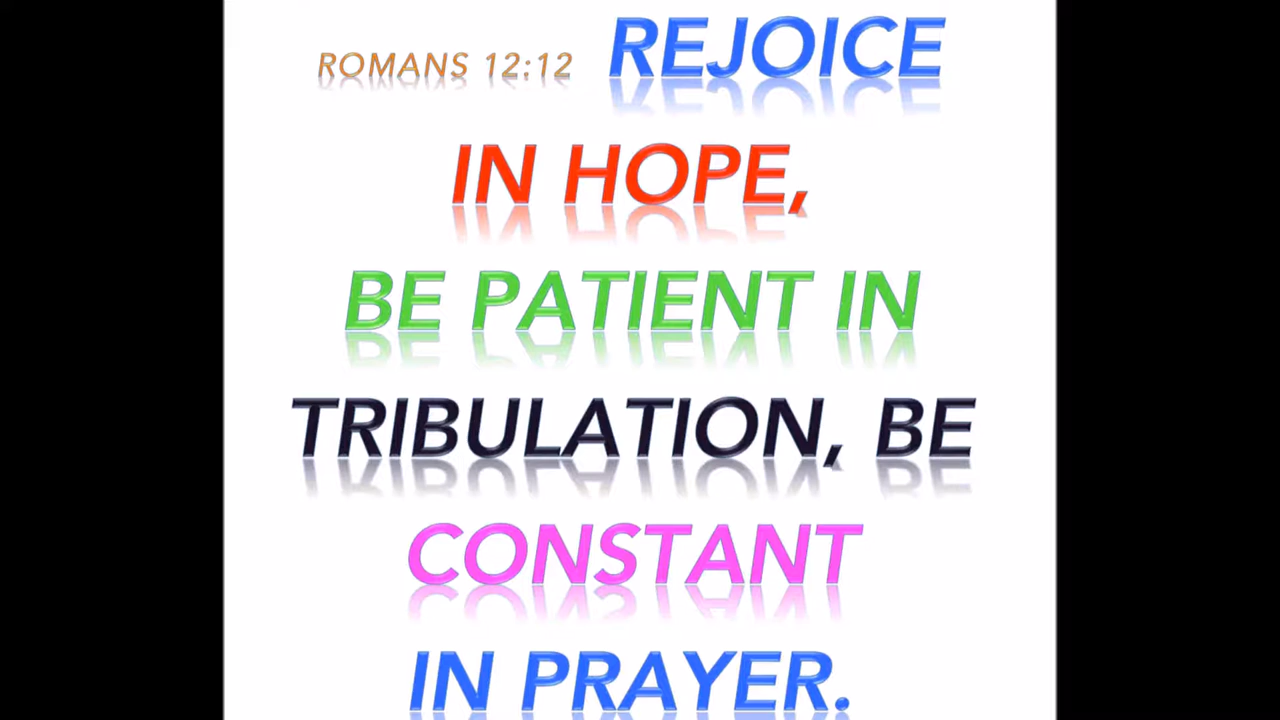 ROMANS 12:12 REJOICE
IN HOPE,
BE PATIENT IN
TRIBULATION, BE
CONSTANT
IN PRAYER.